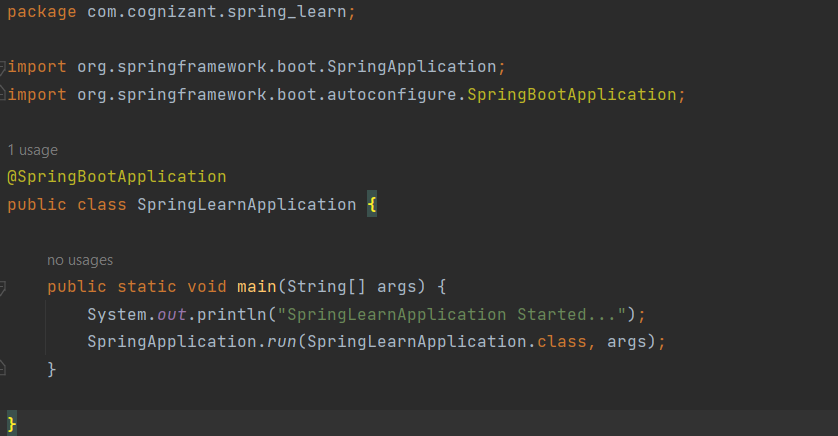 package com.cognizant.spring_learn;
import org.springframework.boot.SpringApplication;
import org.springframework.boot.autoconfigure.SpringBootApplication;
1 usage
@SpringBootApplication
public class SpringLearnApplication {
no usages
public static void main(String[] args) {
System.out.println("SpringLearnApplication Started...");
SpringApplication.run(SpringLearnApplication.class, args);
}
}